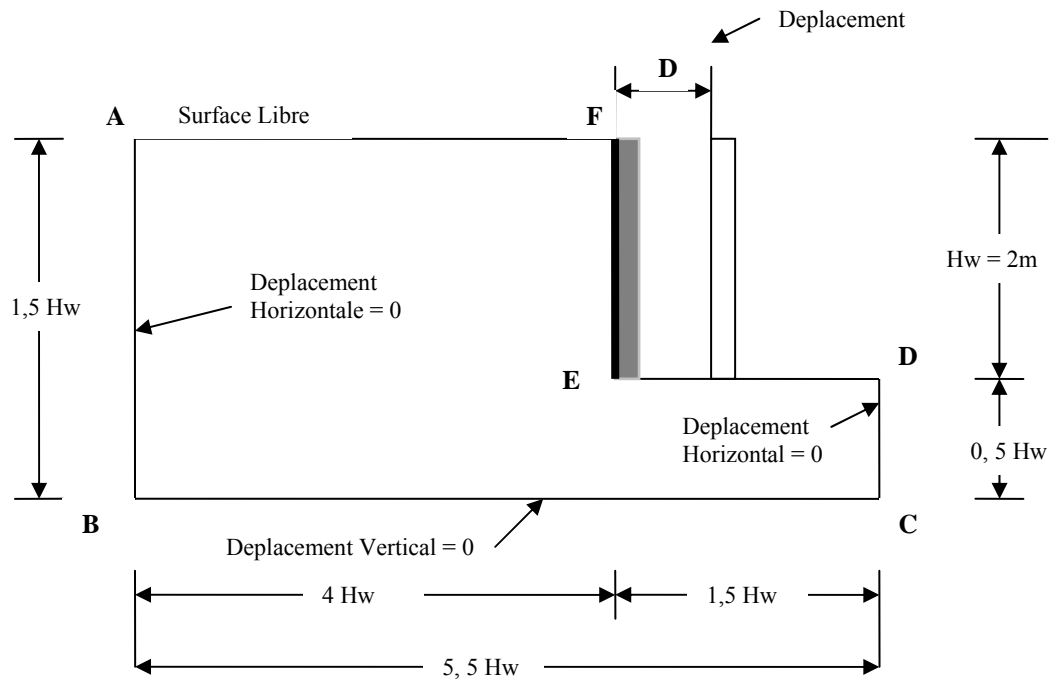 Deplacement
D
A
Surface Libre
F
Deplacement
Horizontale = 0
Hw = 2m
1,5 Hw
D
E
Deplacement
Horizontal = 0
0, 5 Hw
B
C
Deplacement Vertical = 0
4 Hw
1,5 Hw
5, 5 Hw